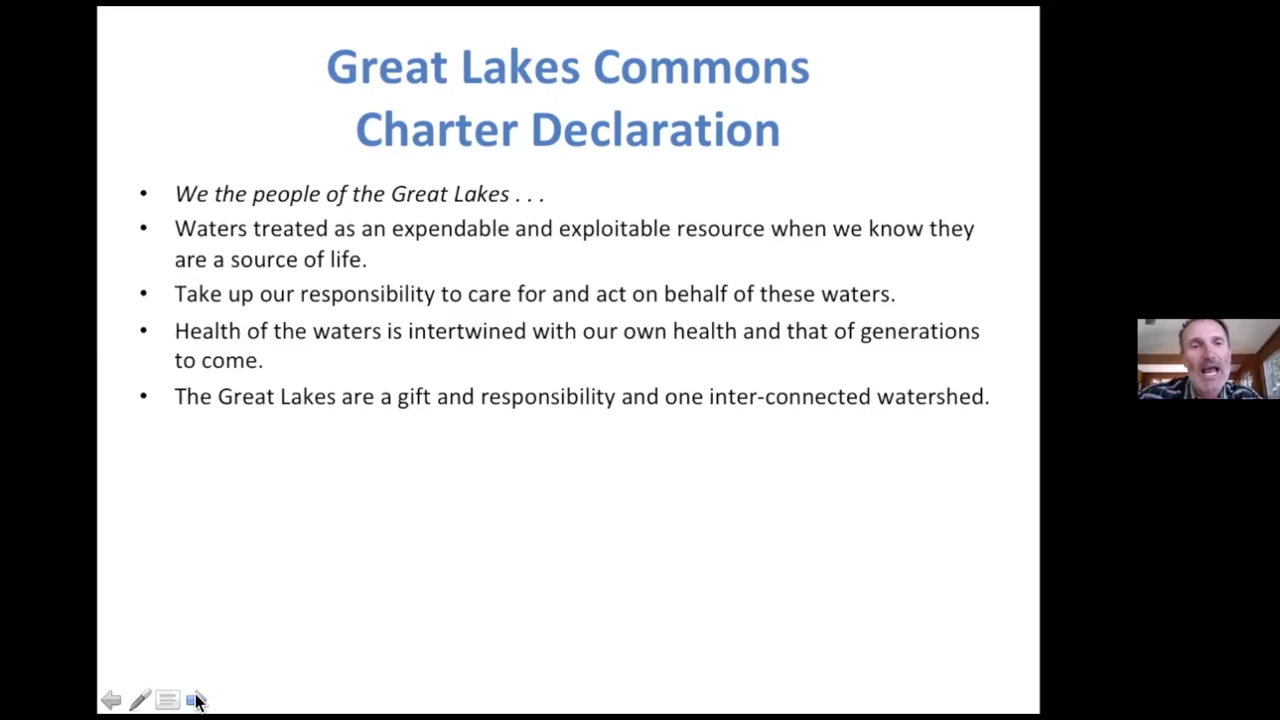 Great Lakes Commons
Charter Declaration
• We the people of the Great Lakes . . .
• Waters treated as an expendable and exploitable resource when we know they
are a source of life.
• Take up our responsibility to care for and act on behalf of these waters.
• Health of the waters is intertwined with our own health and that of generations
to come.
• The Great Lakes are a gift and responsibility and one inter-connected watershed.